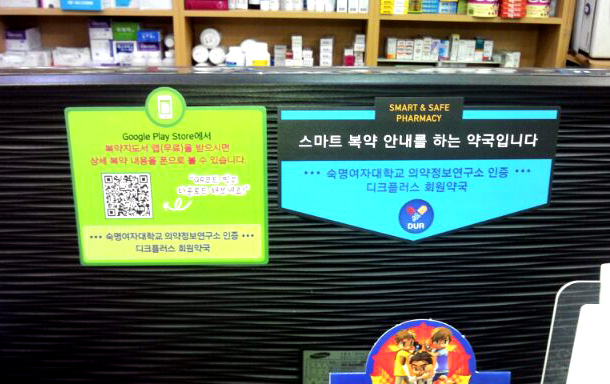 Google Play Store에서
복약지도서 앱(무료)을 받으시면
상세 복약 내용을 폰으로 볼 수 있습니다.
••• 숙명여자대학교 의약정보연구소 인증 •••
디크플러스 회원약국
SMART & SAFE
PHARMACY
스마트 복약 안내를 하는 약국입니다
••• 숙명여자대학교 의약정보연구소 인증 •••
디크플러스 회원약국
DUR
SAMSUNG